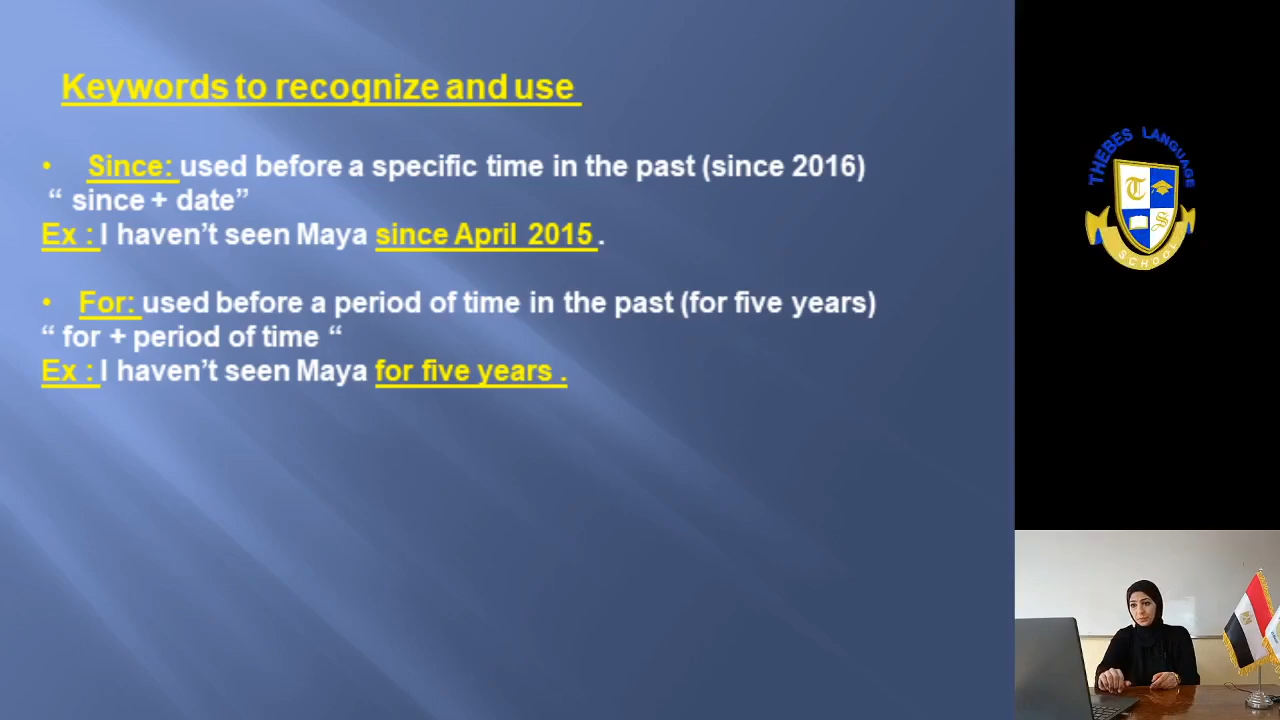 Keywords to recognize and use
• Since: used before a specific time in the past (since 2016)
“ since + date”
Ex : I haven’t seen Maya since April 2015 .
• For: used before a period of time in the past (for five years)
“ for + period of time “
Ex : I haven’t seen Maya for five years .
THEBES LANGUAGE
T
S
SCHOOL